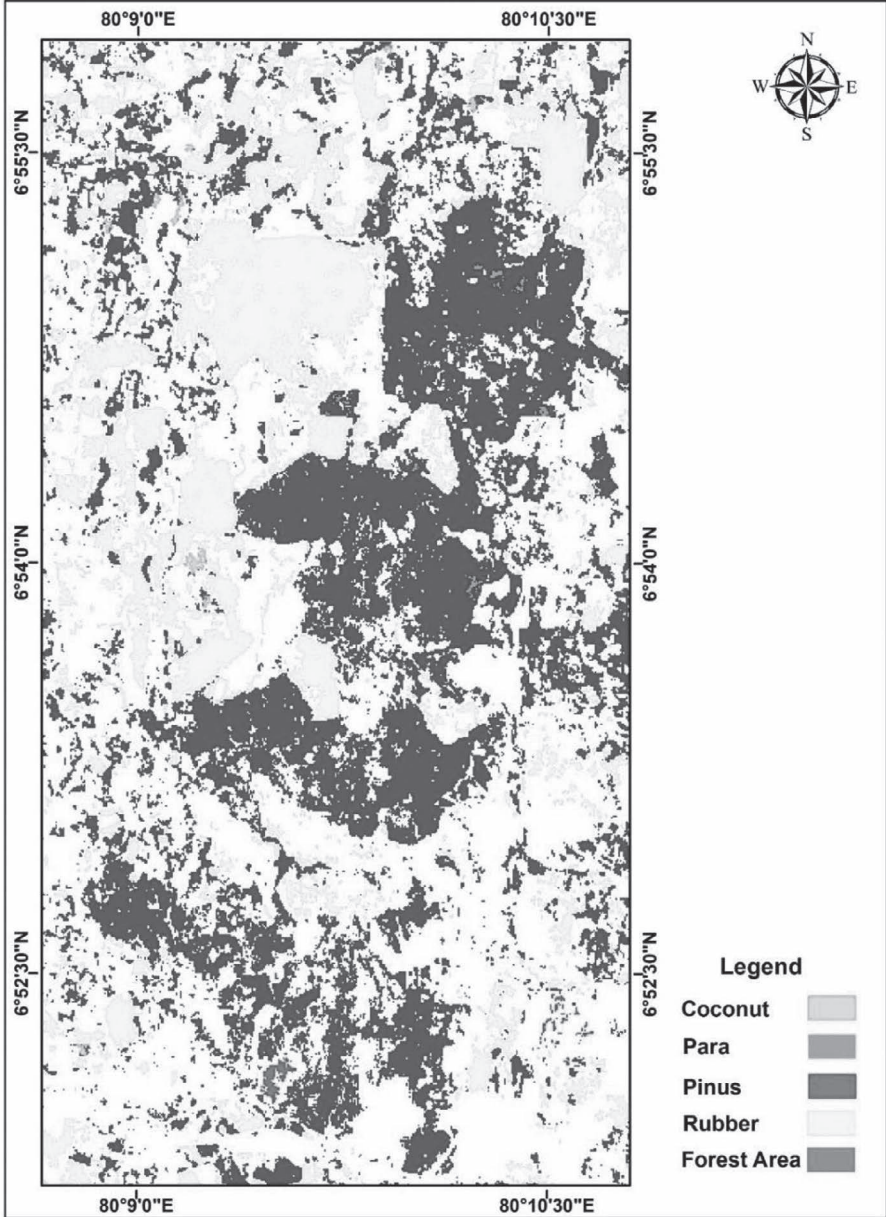 80°9'0"E 80°10'30"E
N
W E
S
6°55'30"N 6°55'30"N
6°54'0"N 6°54'0"N
6°52'30"N 6°52'30"N
Legend
Coconut
Para
Pinus
Rubber
Forest Area
80°9'0"E 80°10'30"E